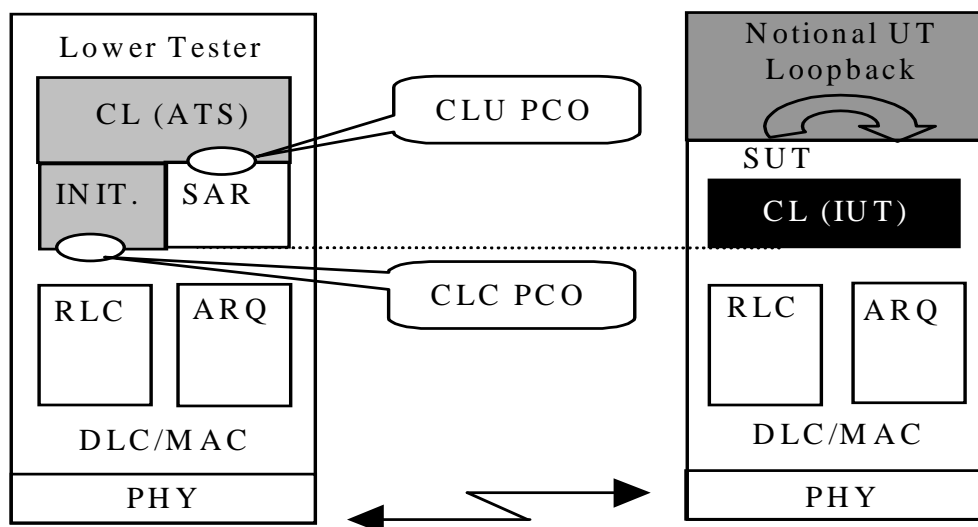 Lower Tester
CL (ATS)
INIT.
SAR
RLC
ARQ
DLC/MAC
PHY
CLU PCO
CLC PCO
Notional UT
Loopback
SUT
CL (IUT)
RLC
ARQ
DLC/MAC
PHY